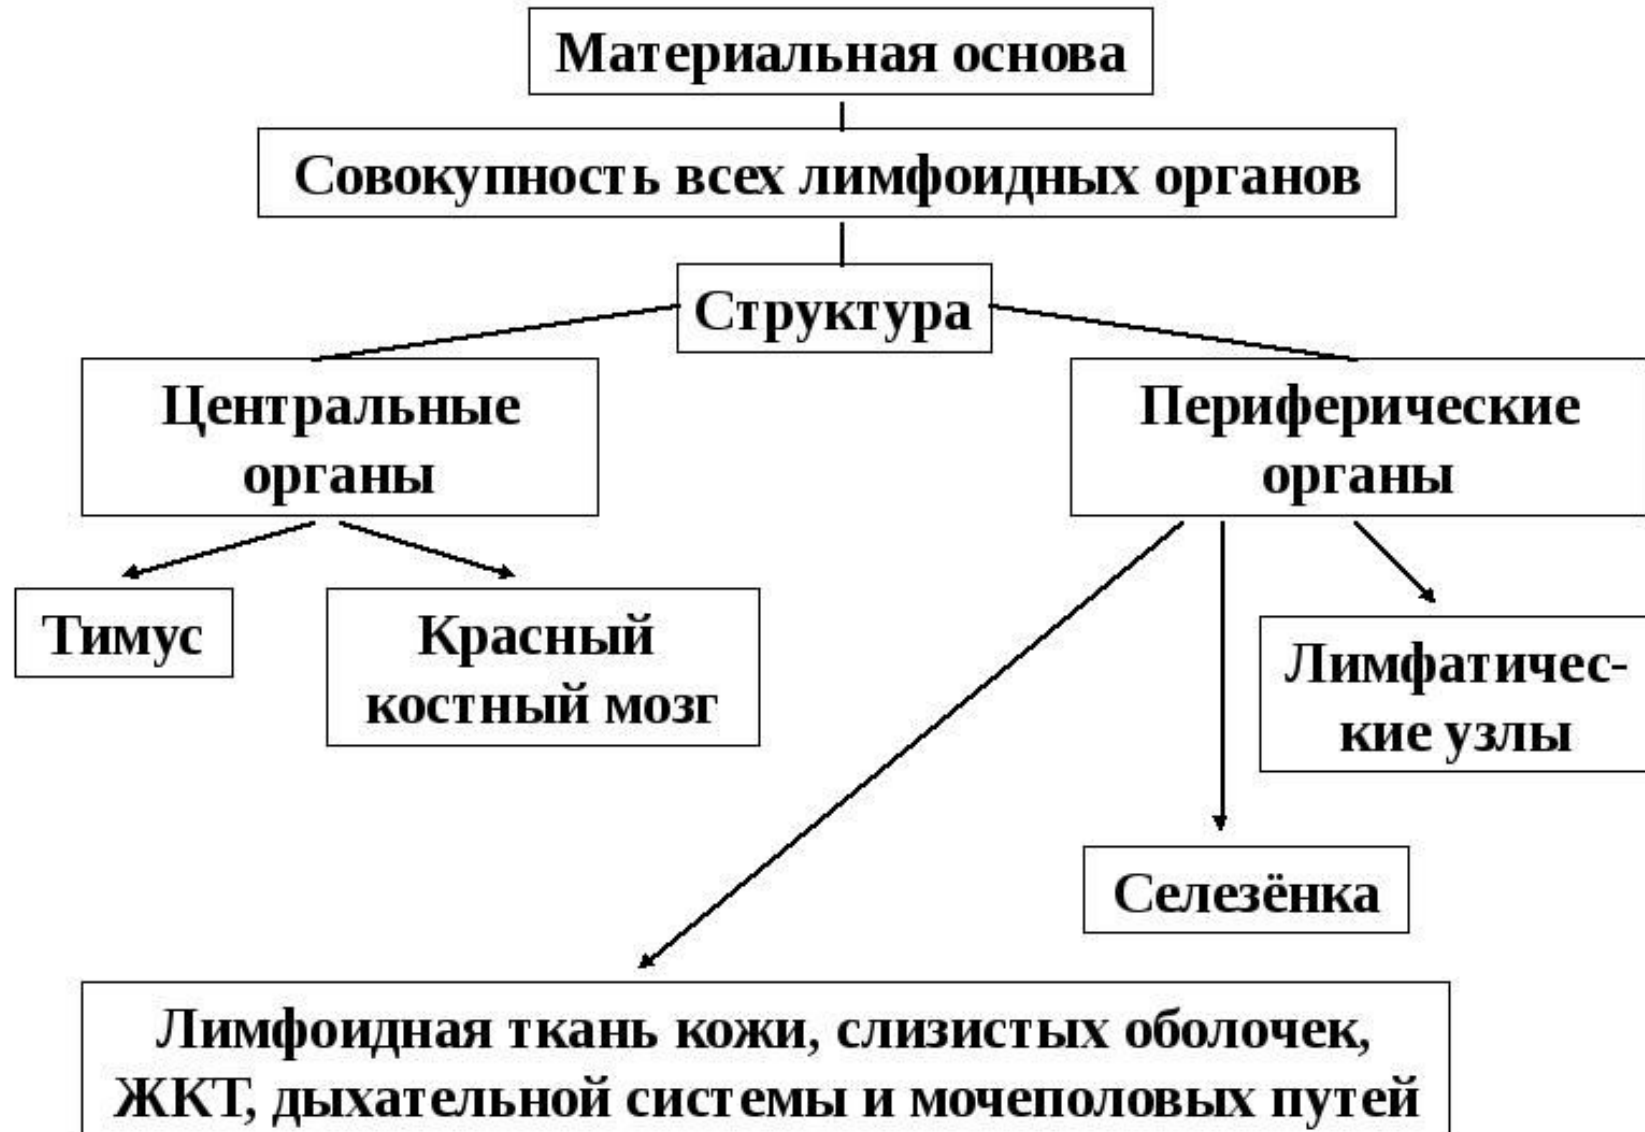 Материальная основа
Совокупность всех лимфоидных органов
Структура
Центральные
органы
Периферические
органы
Тимус
Красный
костный мозг
Лимфатичес-
кие узлы
Селезёнка
Лимфоидная ткань кожи, слизистых оболочек,
ЖКТ, дыхательной системы и мочеполовых путей